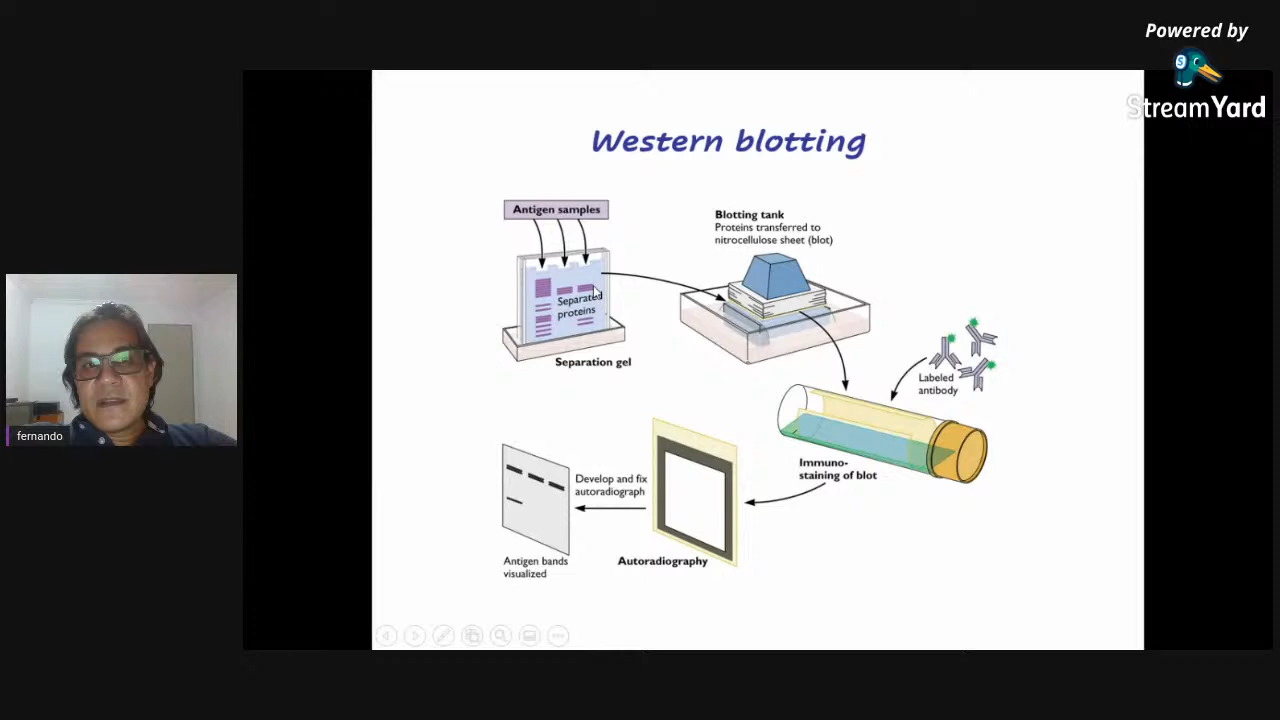 Powered by
StreamYard
Western blotting
Antigen samples
Separated
proteins
Separation gel
Blotting tank
Proteins transferred to
nitrocellulose sheet (blot)
Labeled
antibody
Immuno-
staining of blot
Autoradiography
Develop and fix
autoradiograph
Antigen bands
visualized
fernando